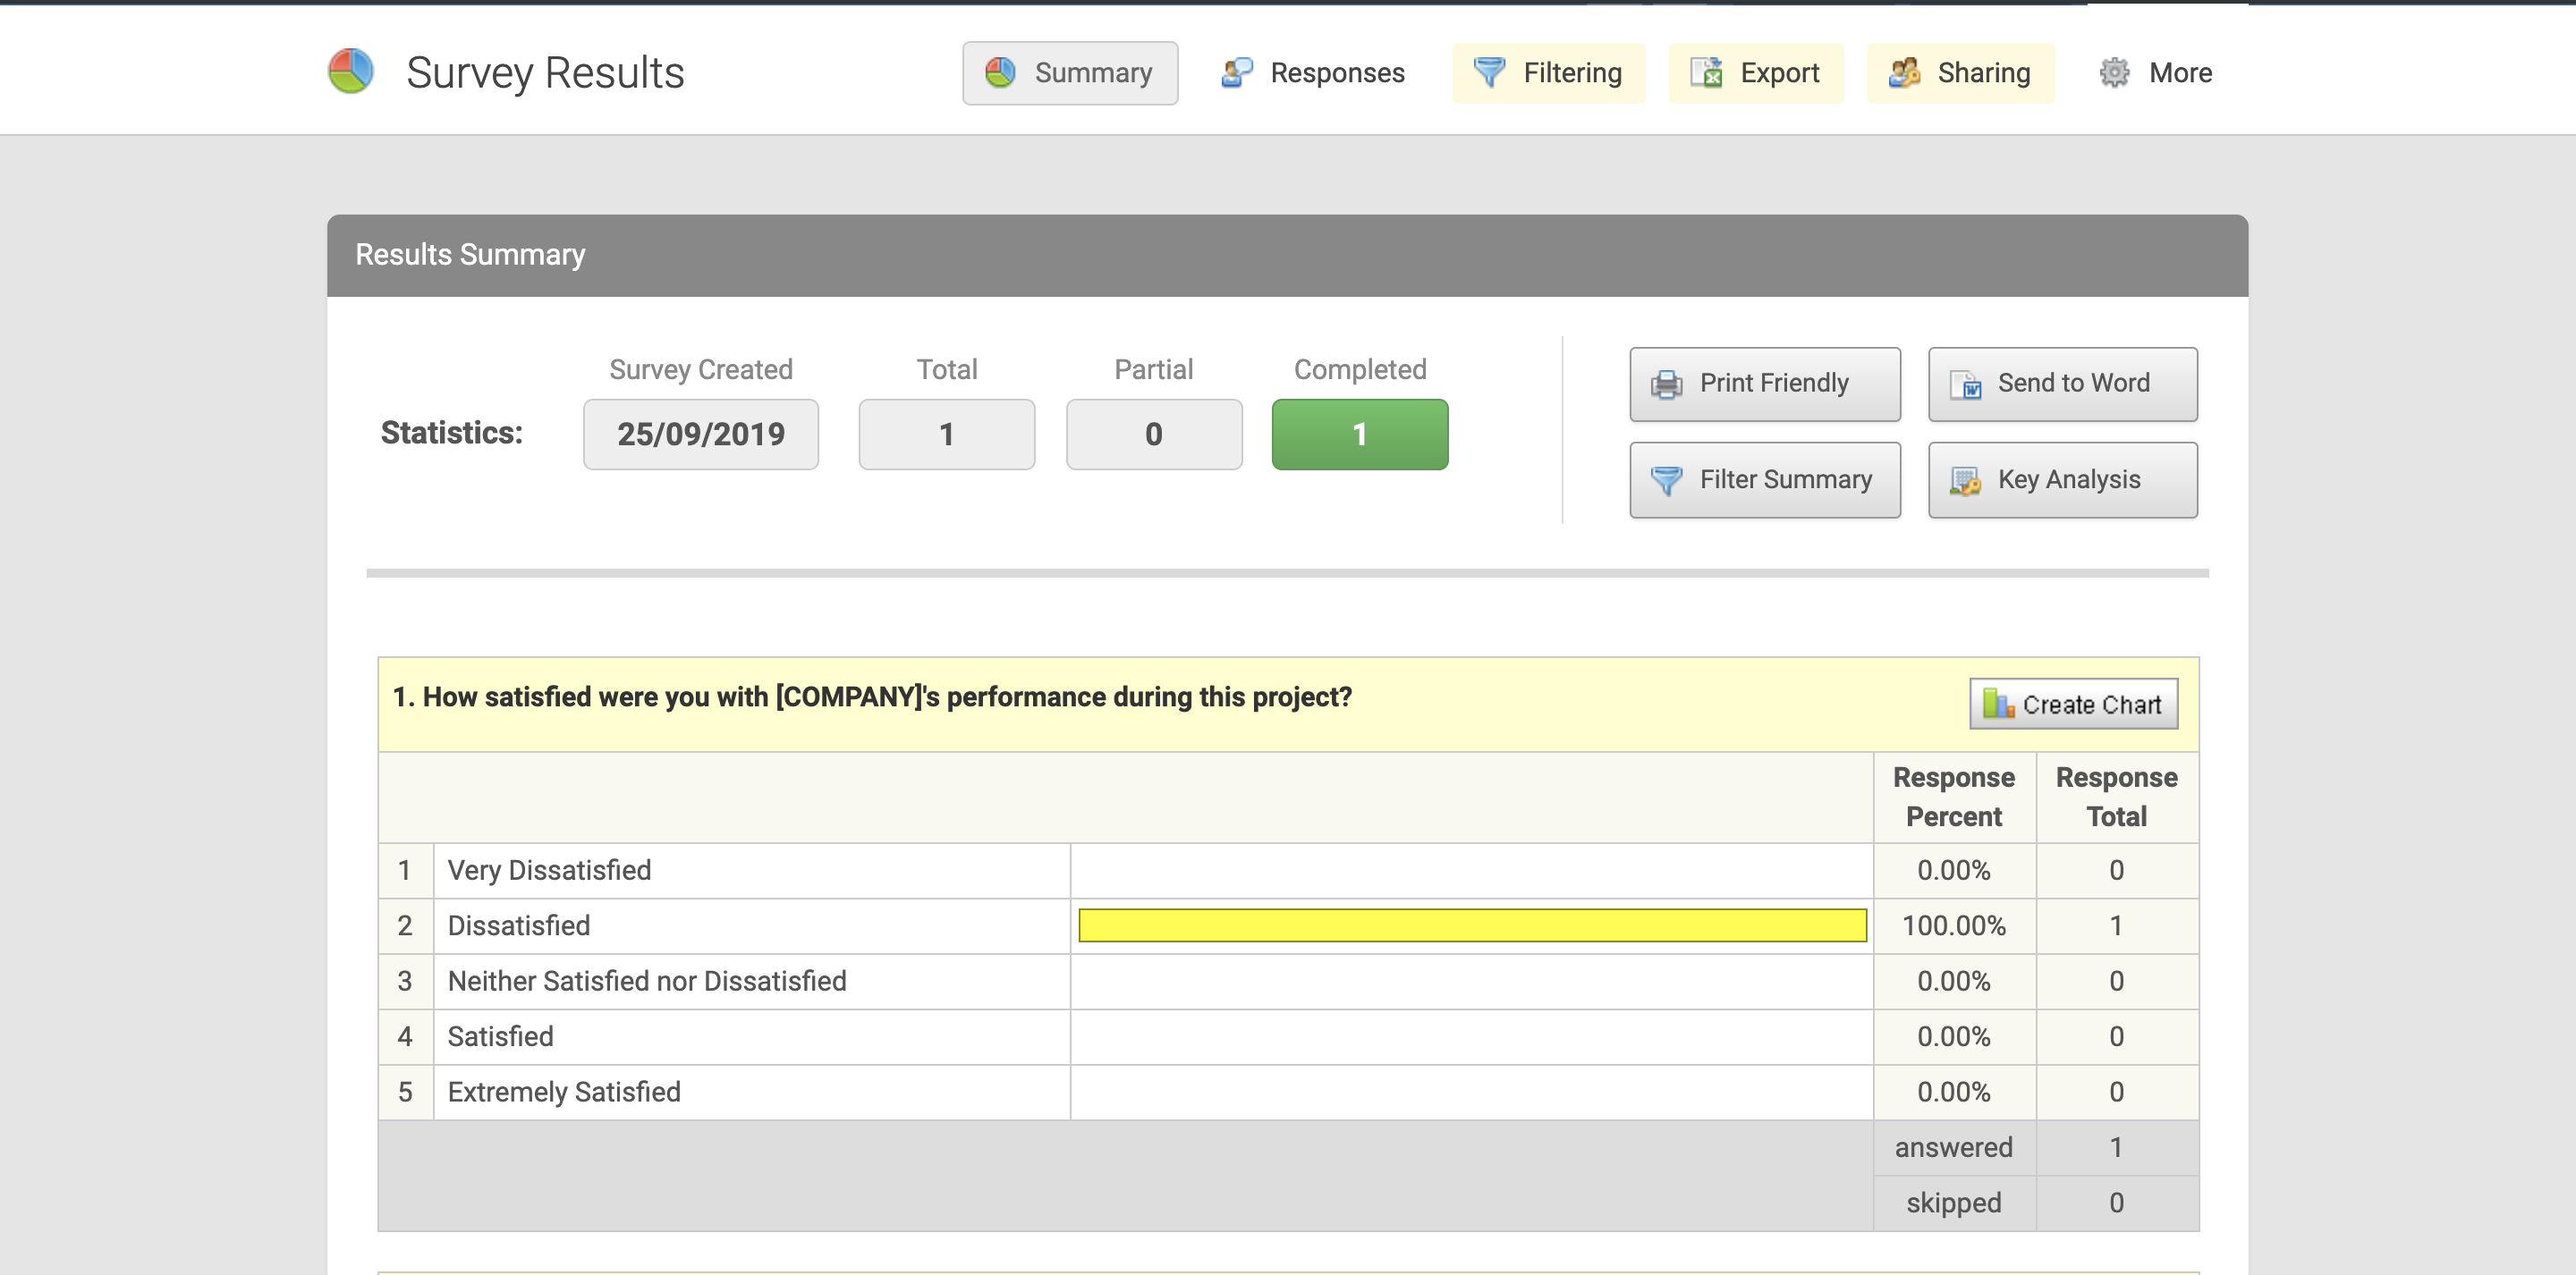 Survey Results
Summary
Responses
Filtering
Export
Sharing
More
Results Summary
Statistics:
Survey Created
25/09/2019
Total
1
Partial
0
Completed
1
Print Friendly
Send to Word
Filter Summary
Key Analysis
1. How satisfied were you with [COMPANY]'s performance during this project?
Create Chart
Response Percent
Response Total
1 Very Dissatisfied 0.00% 0
2 Dissatisfied 100.00% 1
3 Neither Satisfied nor Dissatisfied 0.00% 0
4 Satisfied 0.00% 0
5 Extremely Satisfied 0.00% 0
answered 1
skipped 0